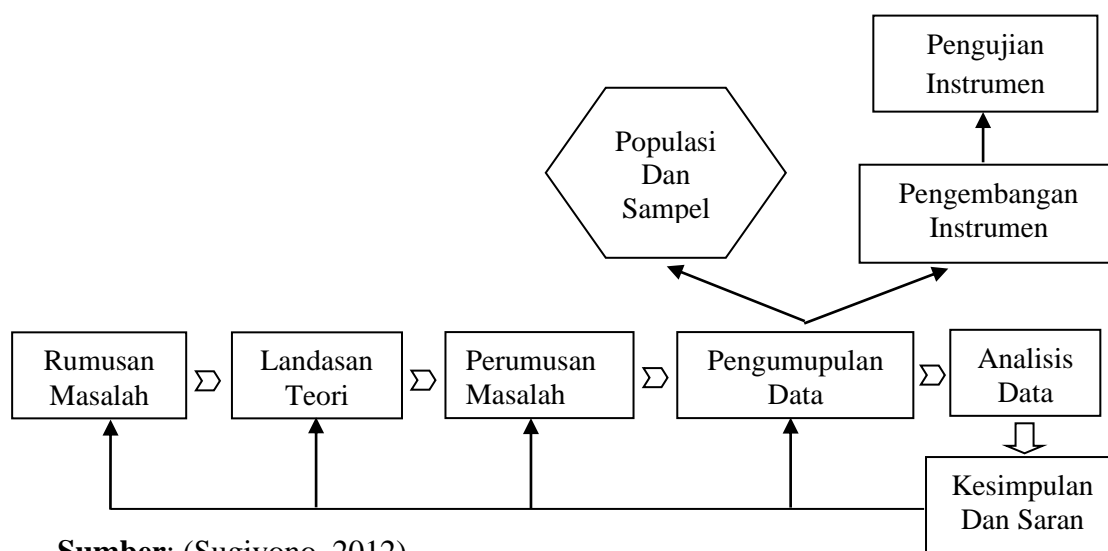 Pengujian
Instrumen
Populasi
Dan
Sampel
Pengembangan
Instrumen
Rumusan
Masalah
Landasan
Teori
Perumusan
Masalah
Pengumupulan
Data
Analisis
Data
Kesimpulan
Dan Saran
Sumber: (Sugiyono, 2012)